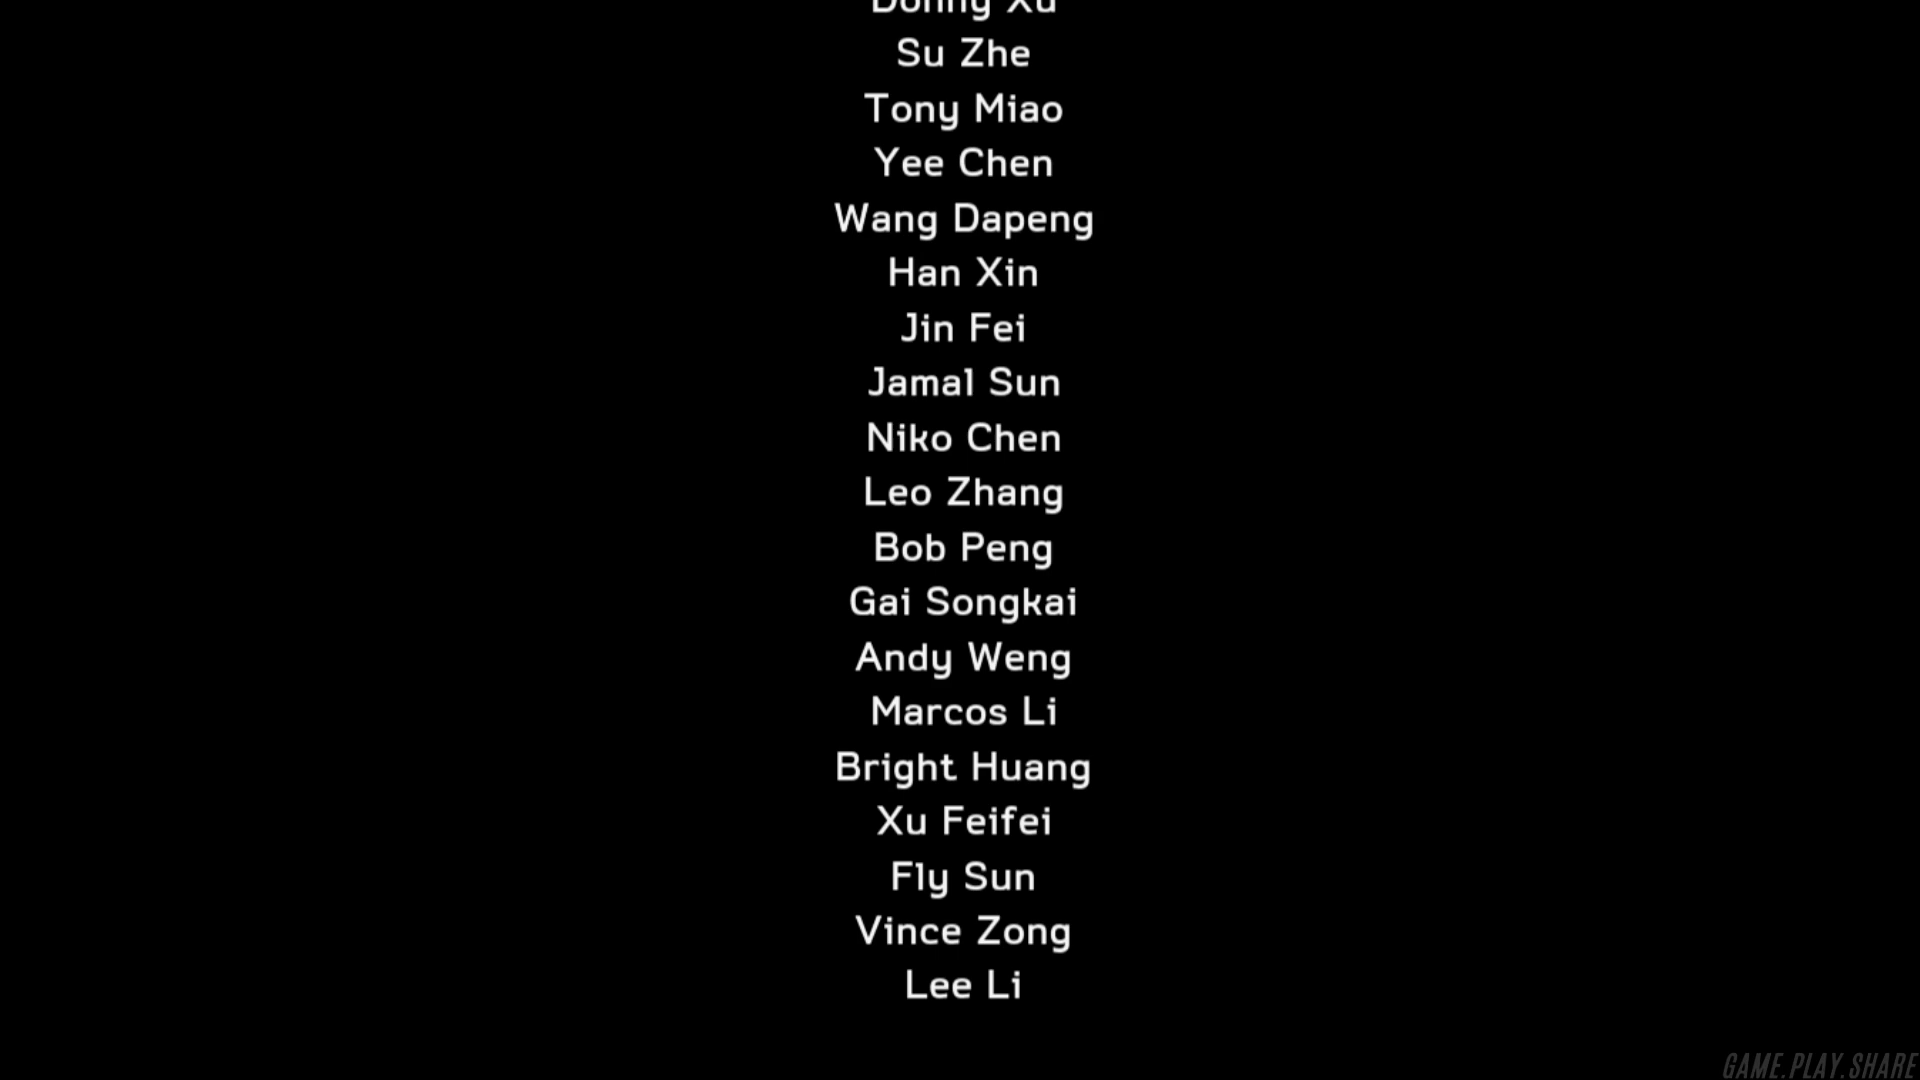 Donny Xu
Su Zhe
Tony Miao
Yee Chen
Wang Dapeng
Han Xin
Jin Fei
Jamal Sun
Niko Chen
Leo Zhang
Bob Peng
Gai Songkai
Andy Weng
Marcos Li
Bright Huang
Xu Feifei
Fly Sun
Vince Zong
Lee Li
GAME.PLAY.SHARE